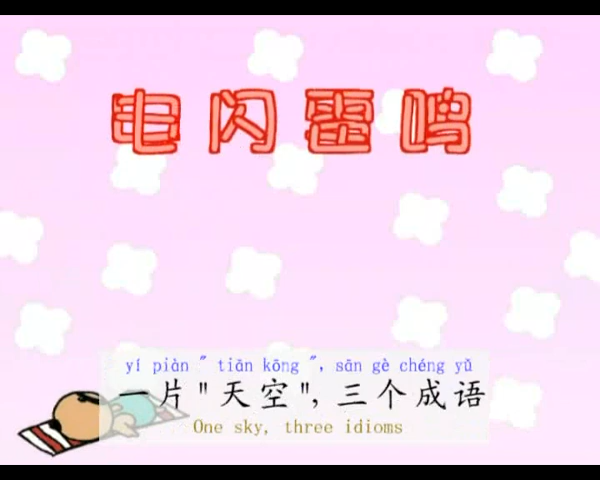 电闪雷鸣
yí piàn " tiān kōng ", sān gè chéng yǔ
一片"天空",三个成语
One sky, three idioms